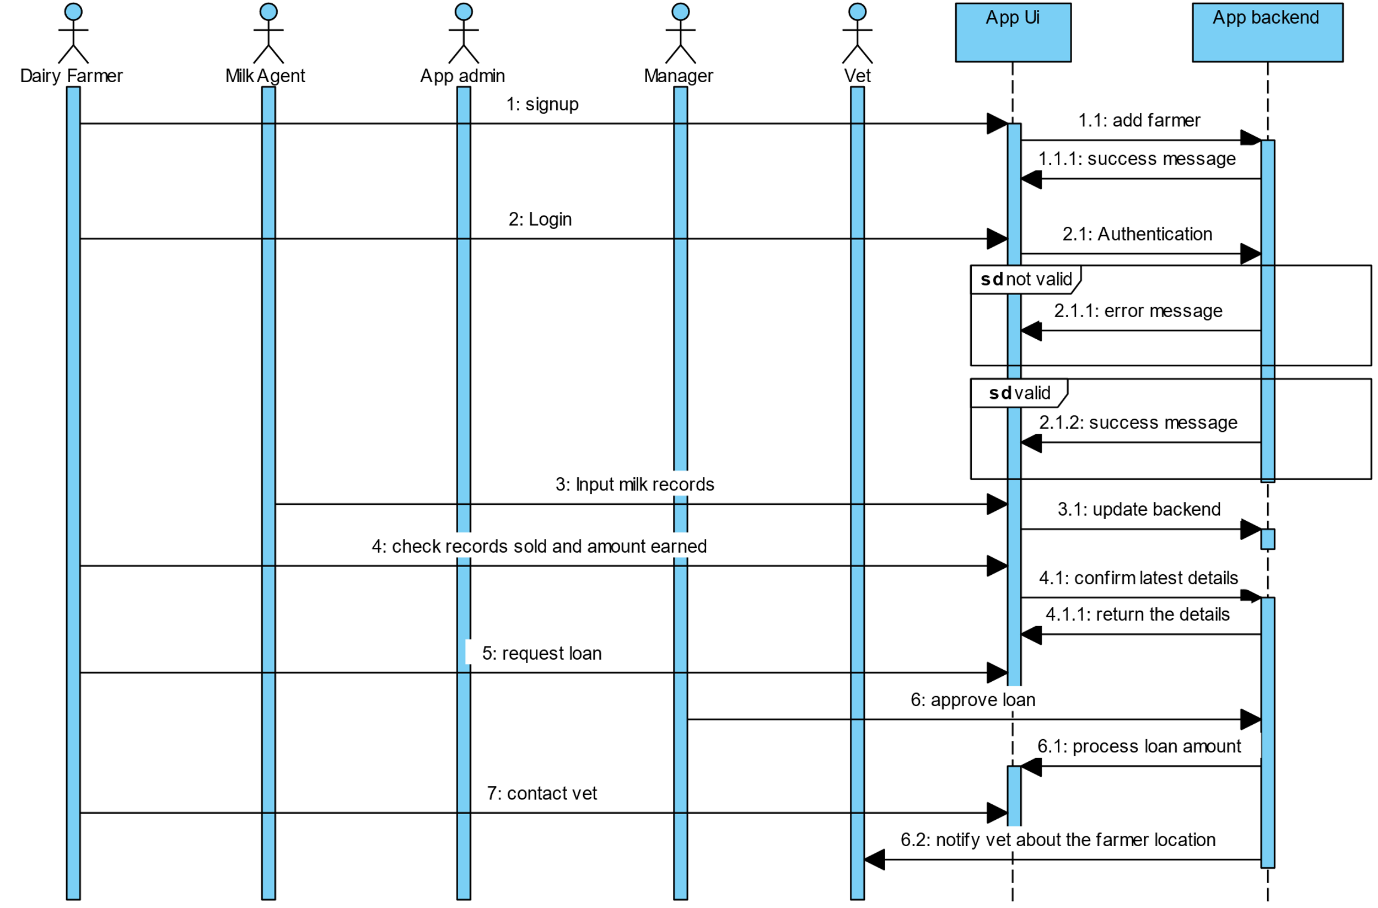 Dairy Farmer
Milk Agent
App admin
Manager
Vet
App Ui
App backend
1: signup
1.1: add farmer
1.1.1: success message
2: Login
2.1: Authentication
sd not valid
2.1.1: error message
sd valid
2.1.2: success message
3: Input milk records
3.1: update backend
4: check records sold and amount earned
4.1: confirm latest details
4.1.1: return the details
5: request loan
6: approve loan
6.1: process loan amount
7: contact vet
6.2: notify vet about the farmer location